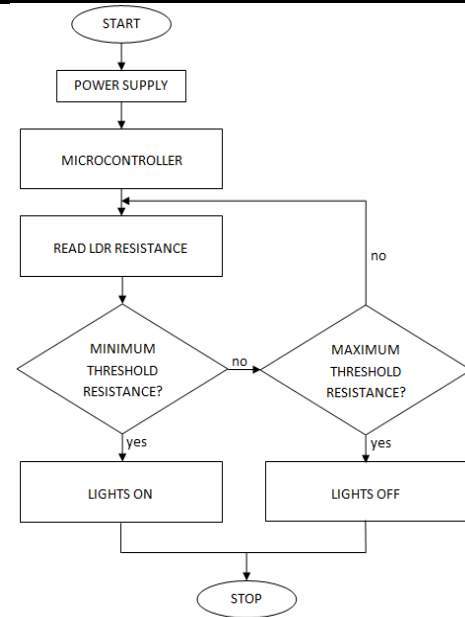 START
POWER SUPPLY
MICROCONTROLLER
READ LDR RESISTANCE
no
MINIMUM
THRESHOLD
RESISTANCE?
no
MAXIMUM
THRESHOLD
RESISTANCE?
yes
yes
LIGHTS ON
LIGHTS OFF
STOP